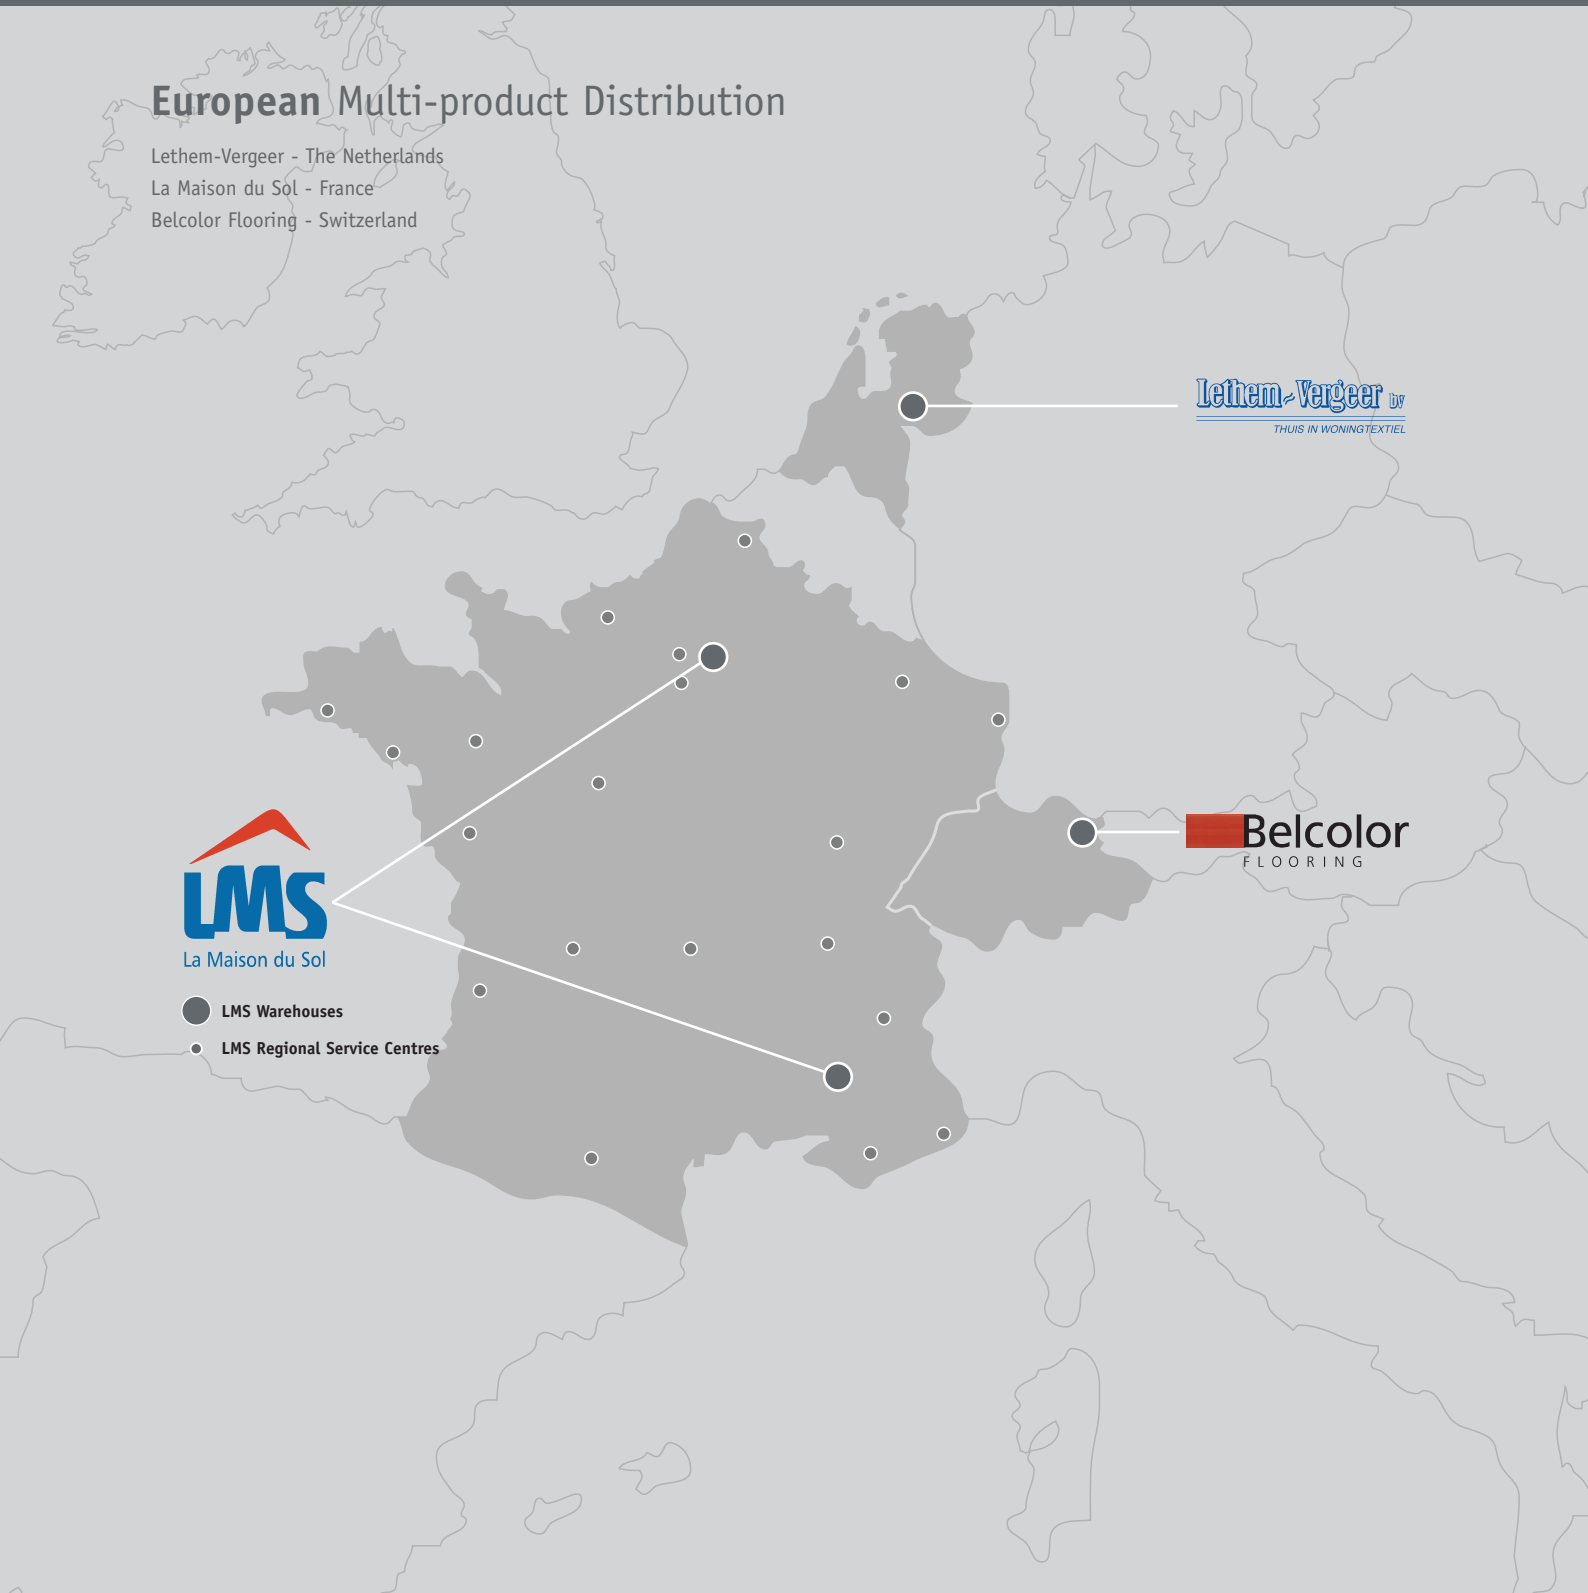 European Multi-product Distribution
Lethem-Vergeer - The Netherlands
La Maison du Sol - France
Belcolor Flooring - Switzerland
Lethem-Vergeer bv
THUIS IN WONINGTEXTIEL
Belcolor
FLOORING
LMS
La Maison du Sol
LMS Warehouses
LMS Regional Service Centres